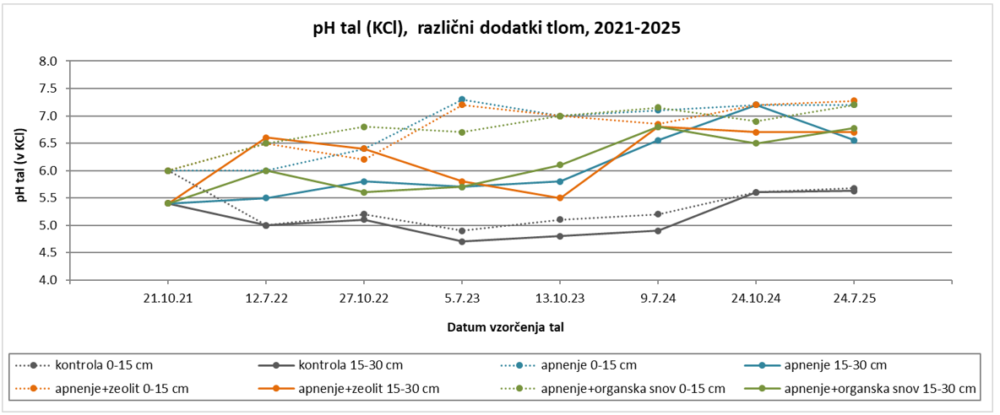 pH tal (KCl),  različni dodatki tlom, 2021-2025
8.0
7.5
7.0
6.5
6.0
5.5
5.0
4.5
4.0
pH tal (v KCl)
21.10.21 12.7.22 27.10.22 5.7.23 13.10.23 9.7.24 24.10.24 24.7.25
Datum vzorčenja tal
kontrola 0-15 cm kontrola 15-30 cm apnenje 0-15 cm apnenje 15-30 cm
apnenje+zeolit 0-15 cm apnenje+zeolit 15-30 cm apnenje+organska snov 0-15 cm apnenje+organska snov 15-30 cm